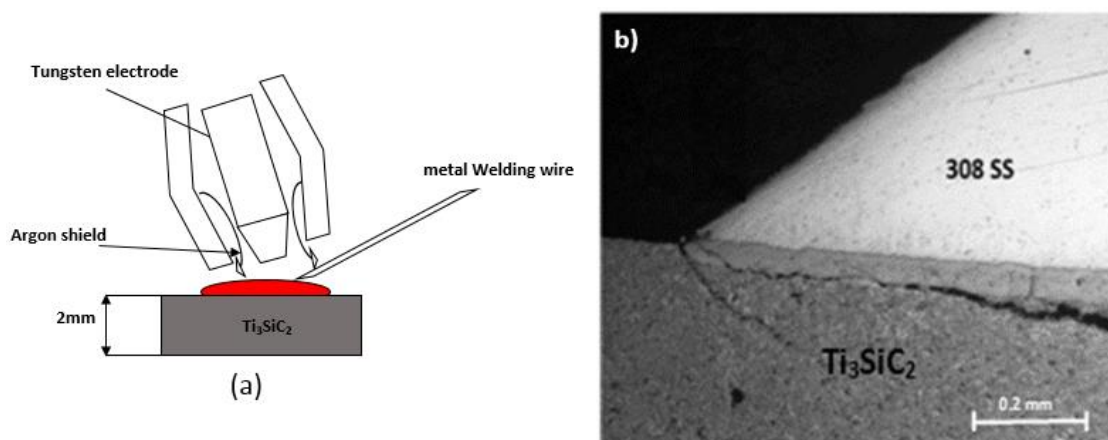 Tungsten electrode
metal Welding wire
Argon shield
2mm
Ti₃SiC₂
(a)
b)
308 SS
Ti₃SiC₂
0.2 mm